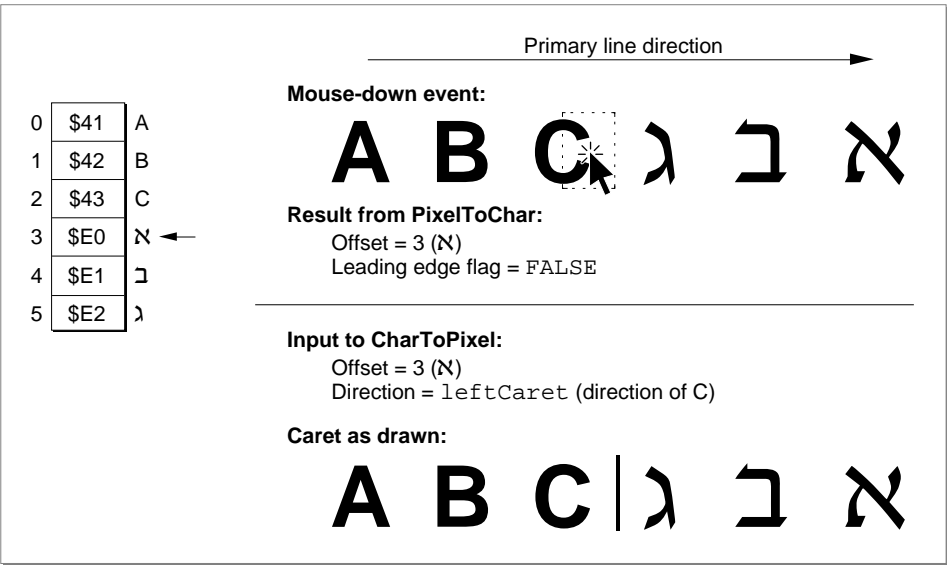 Primary line direction
Mouse-down event:
A B C ג ב א
0 $41 A
1 $42 B
2 $43 C
3 $E0 א
4 $E1 ב
5 $E2 ג
Result from PixelToChar:
Offset = 3 (א)
Leading edge flag = FALSE
Input to CharToPixel:
Offset = 3 (א)
Direction = leftCaret (direction of C)
Caret as drawn:
A B C ג ב א